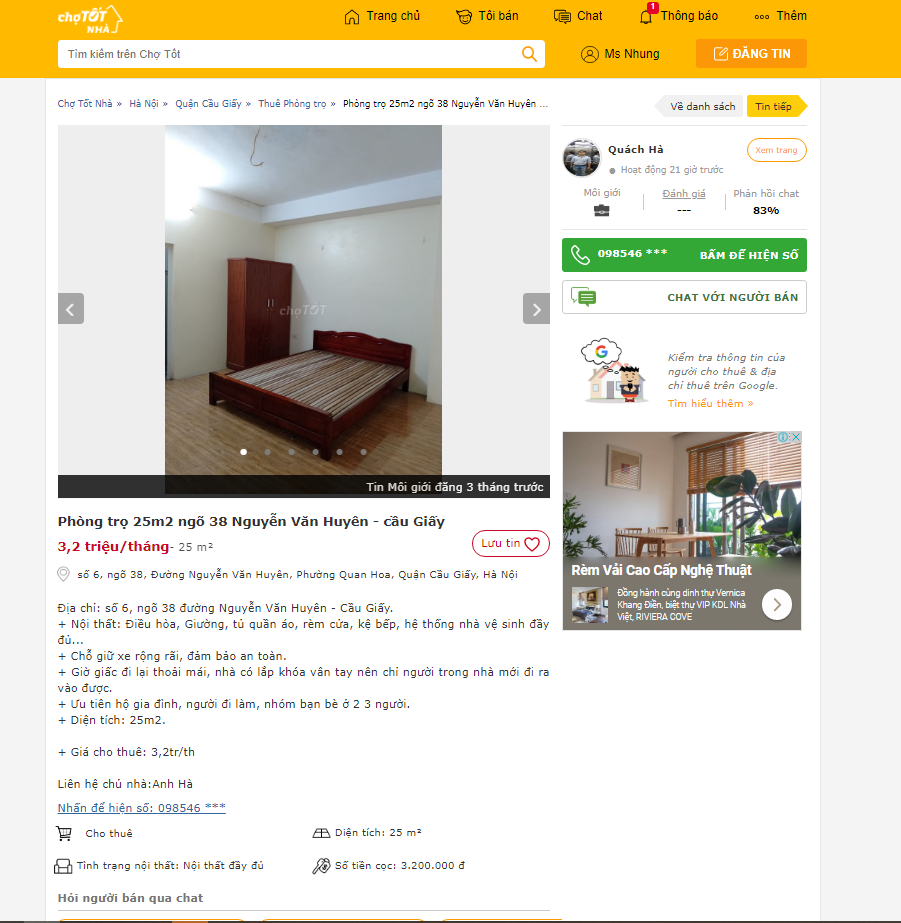 chợTỐT
NHÀ
Trang chủ
Tôi bán
Chat
1
Thông báo
Thêm
Tìm kiếm trên Chợ Tốt
Ms Nhung
ĐĂNG TIN
Chợ Tốt Nhà » Hà Nội » Quận Cầu Giấy » Thuê Phòng trọ » Phòng trọ 25m2 ngõ 38 Nguyễn Văn Huyên ...
Về danh sách
Tin tiếp
chợTỐT
Tin Môi giới đăng 3 tháng trước
Phòng trọ 25m2 ngõ 38 Nguyễn Văn Huyên - cầu Giấy
3,2 triệu/tháng- 25 m²
Lưu tin
số 6, ngõ 38, Đường Nguyễn Văn Huyên, Phường Quan Hoa, Quận Cầu Giấy, Hà Nội
Địa chỉ: số 6, ngõ 38 đường Nguyễn Văn Huyên - Cầu Giấy.
+ Nội thất: Điều hòa, Giường, tủ quần áo, rèm cửa, kệ bếp, hệ thống nhà vệ sinh đầy
đủ...
+ Chỗ giữ xe rộng rãi, đảm bảo an toàn.
+ Giờ giấc đi lại thoải mái, nhà có lắp khóa vân tay nên chỉ người trong nhà mới đi ra
vào được.
+ Ưu tiên hộ gia đình, người đi làm, nhóm bạn bè ở 2 3 người.
+ Diện tích: 25m2.
+ Giá cho thuê: 3,2tr/th
Liên hệ chủ nhà:Anh Hà
Nhấn để hiện số: 098546 ***
Cho thuê
Diện tích: 25 m²
Tình trạng nội thất: Nội thất đầy đủ
Số tiền cọc: 3.200.000 đ
Hỏi người bán qua chat
Quách Hà
Hoạt động 21 giờ trước
Xem trang
Môi giới
Đánh giá
---
Phản hồi chat
83%
098546 ***
BẤM ĐỂ HIỆN SỐ
CHAT VỚI NGƯỜI BÁN
G
Kiểm tra thông tin của
người cho thuê & địa
chỉ thuê trên Google.
Tìm hiểu thêm »
Rèm Vải Cao Cấp Nghệ Thuật
Đồng hành cùng dinh thự Vernica
Khang Điền, biệt thự VIP KDL Nhà
Việt, RIVIERA COVE